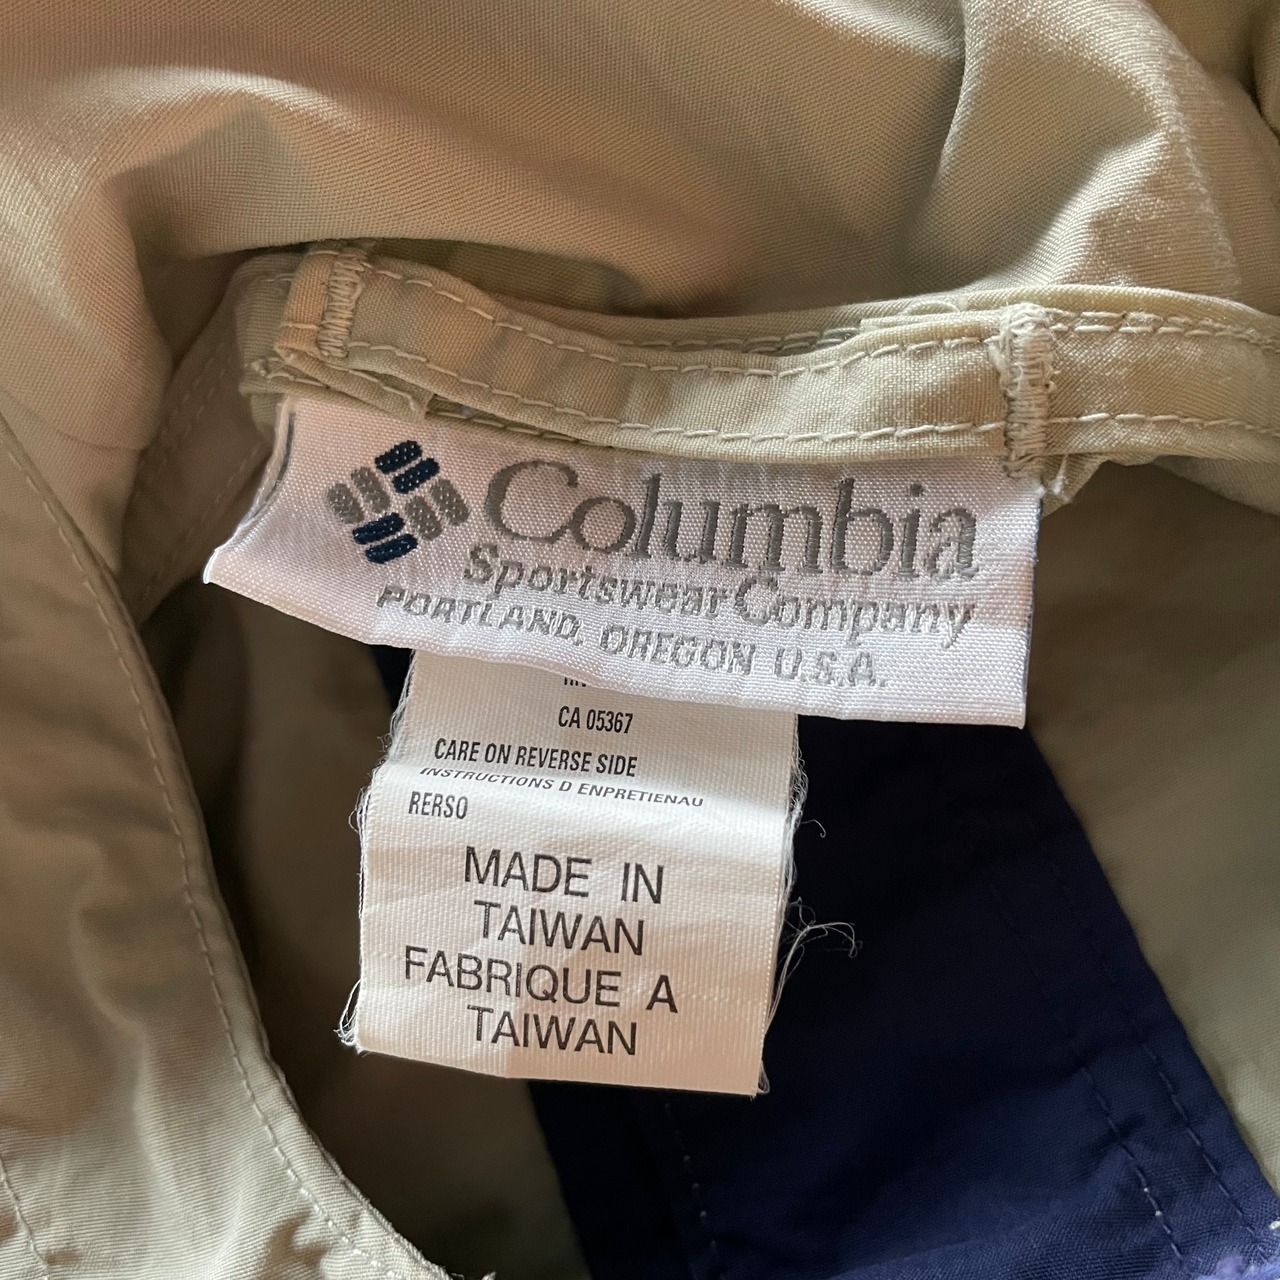 Columbia
Sportswear Company
PORTLAND, OREGON U.S.A.
CA 05367
CARE ON REVERSE SIDE
INSTRUCTIONS D ENPRETIENAU
RERSO
MADE IN
TAIWAN
FABRIQUE A
TAIWAN